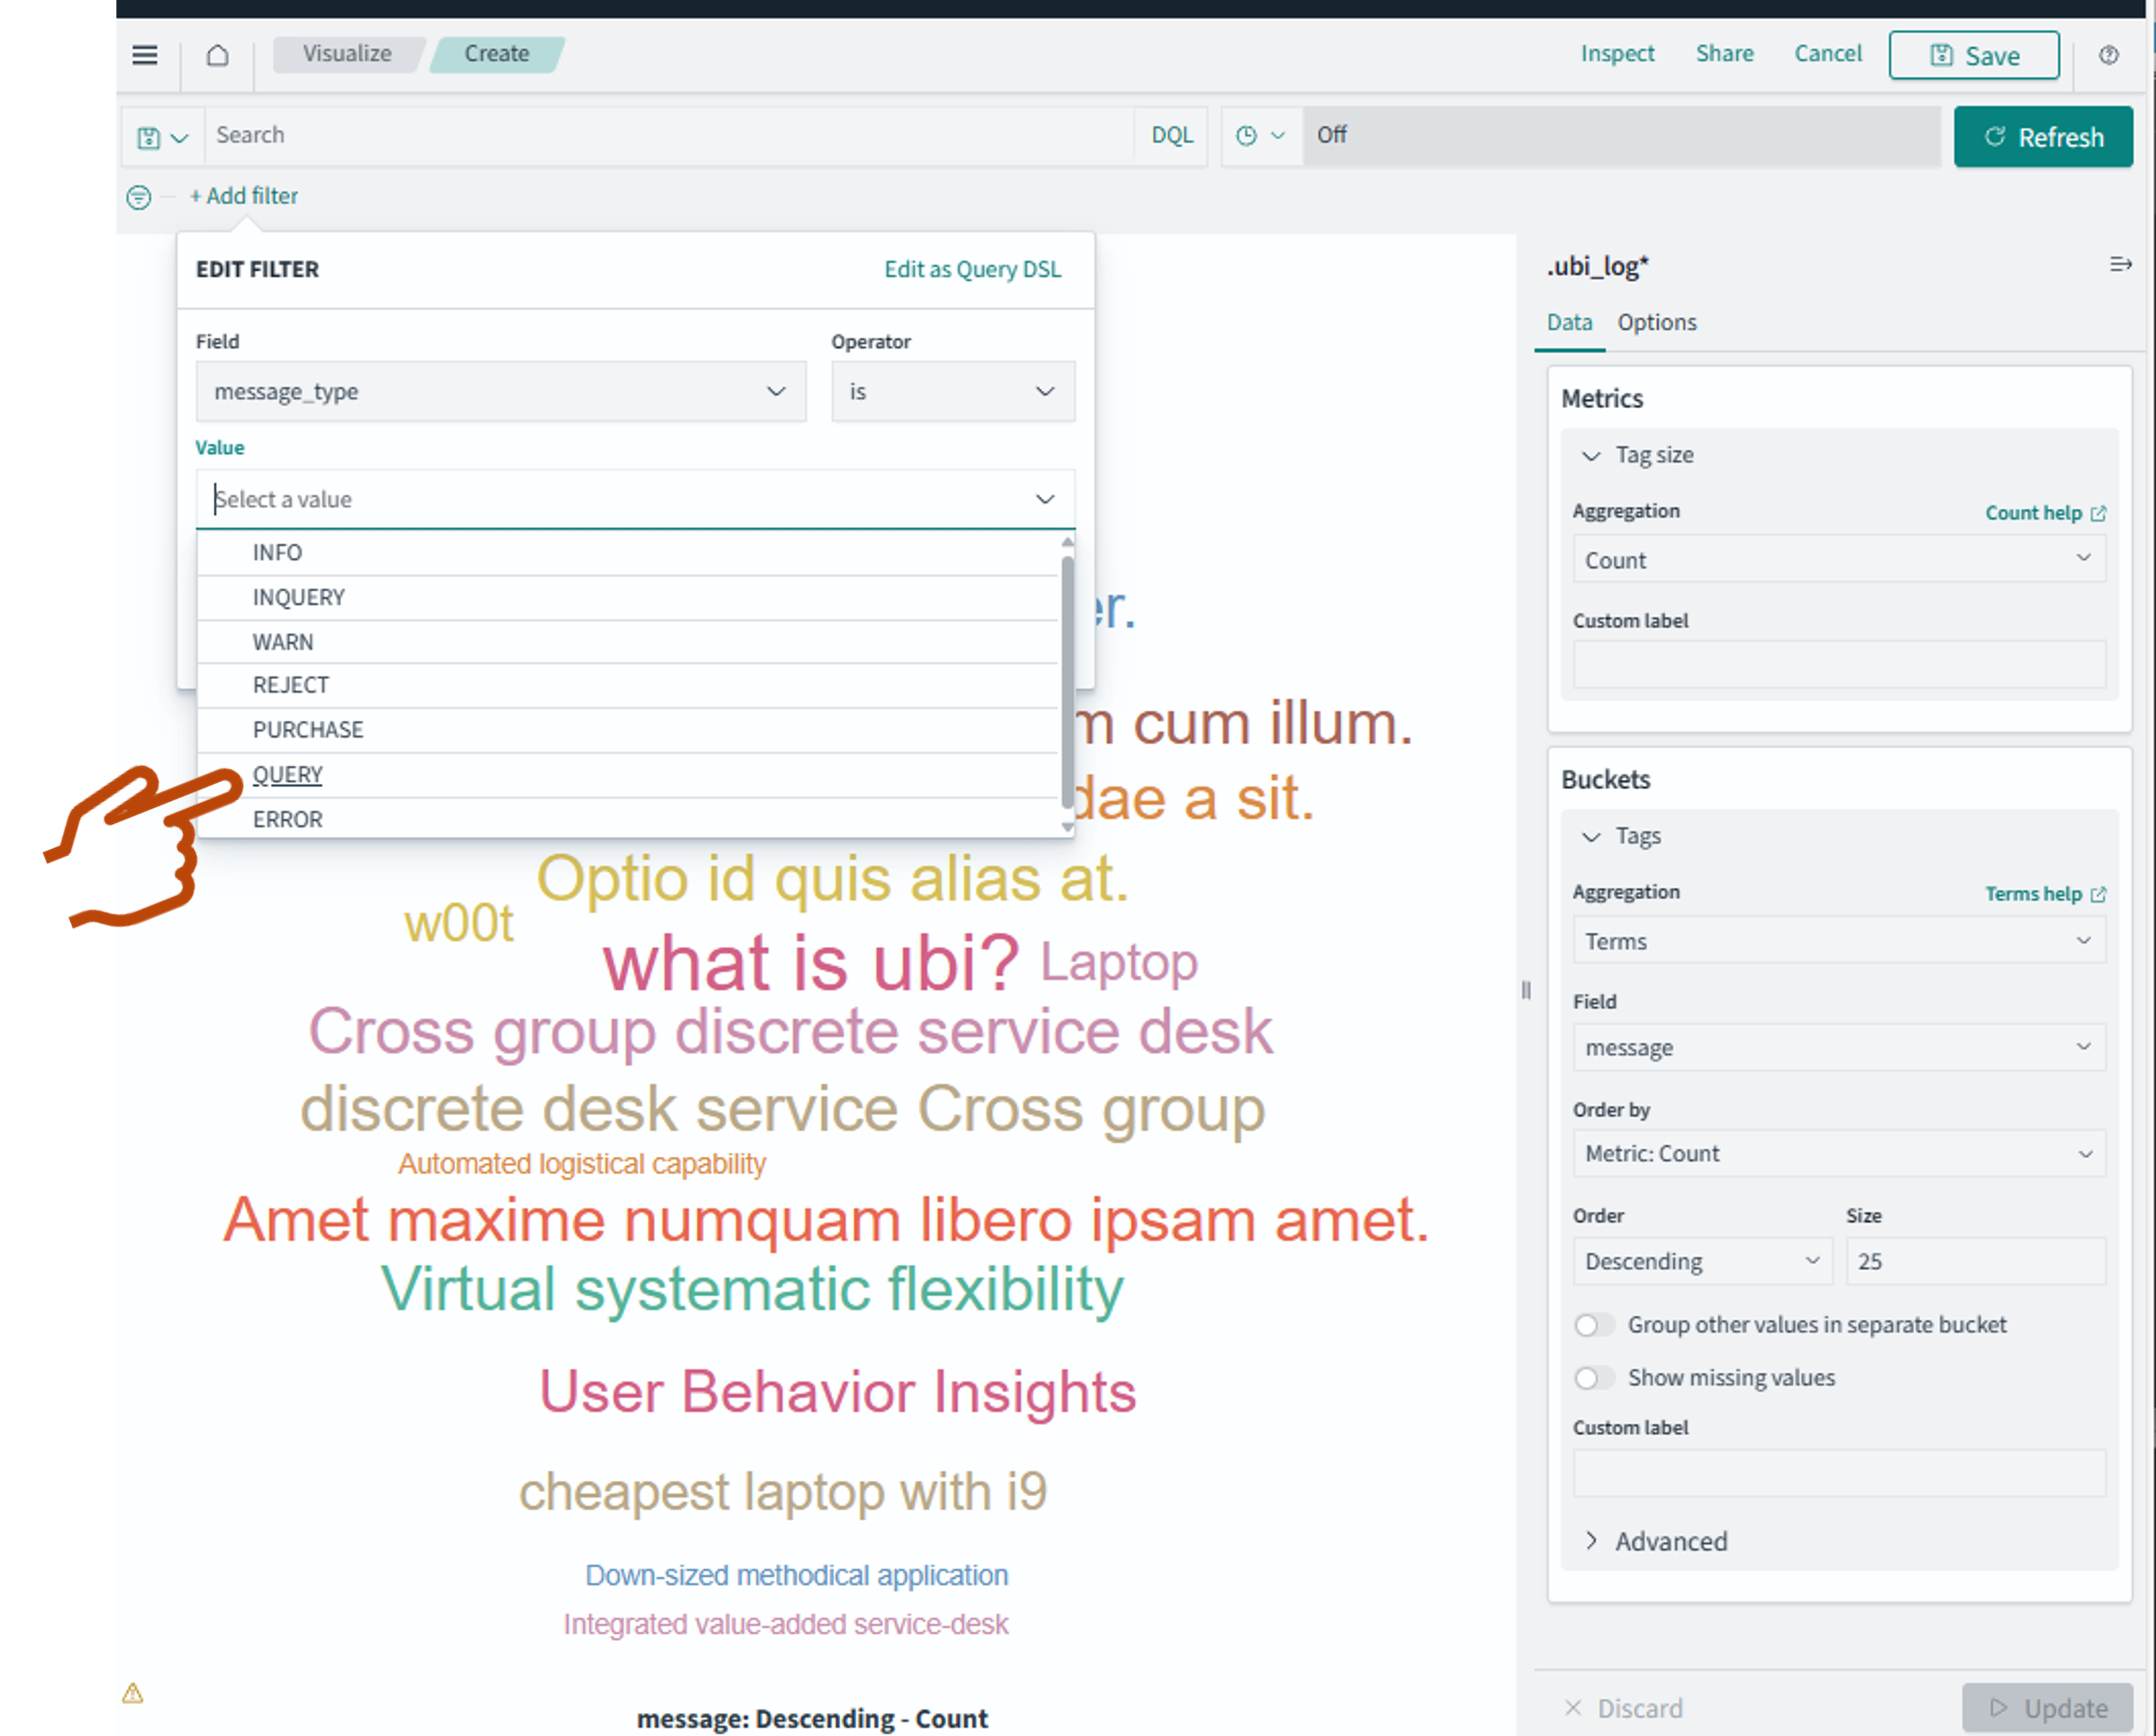 Visualize Create Inspect Share Cancel Save
Search DQL Off Refresh
+ Add filter
EDIT FILTER Edit as Query DSL
Field Operator
message_type is
Value
Select a value
INFO
INQUERY
WARN
REJECT
PURCHASE
QUERY
ERROR
er.
m cum illum.
dae a sit.
Optio id quis alias at.
w00t
what is ubi? Laptop
Cross group discrete service desk
discrete desk service Cross group
Automated logistical capability
Amet maxime numquam libero ipsam amet.
Virtual systematic flexibility
User Behavior Insights
cheapest laptop with i9
Down-sized methodical application
Integrated value-added service-desk
message: Descending - Count
.ubi_log*
Data Options
Metrics
Tag size
Aggregation Count help
Count
Custom label
Buckets
Tags
Aggregation Terms help
Terms
Field
message
Order by
Metric: Count
Order Size
Descending 25
Group other values in separate bucket
Show missing values
Custom label
Advanced
Discard Update